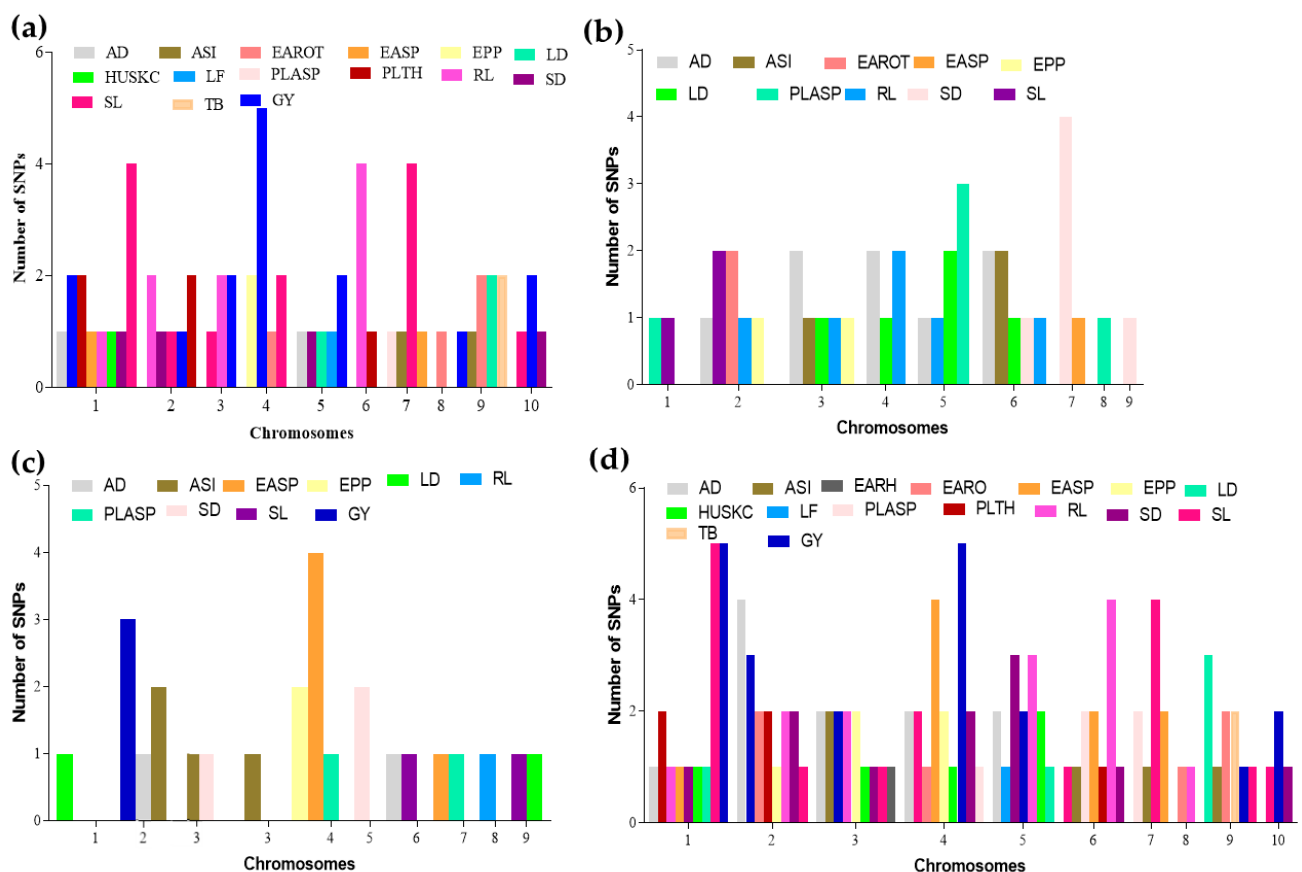 (a)
AD ASI EAROT EASP EPP LD
HUSKC LF PLASP PLTH RL SD
SL TB GY
6
4
2
0
Number of SNPs
1 2 3 4 5 6 7 8 9 10
Chromosomes
(b)
AD ASI EAROT EASP EPP
LD PLASP RL SD SL
5
4
3
2
1
0
Number of SNPs
1 2 3 4 5 6 7 8 9
Chromosomes
(c)
AD ASI EASP EPP LD RL
PLASP SD SL GY
5
4
3
2
1
0
Number of SNPs
1 2 3 3 4 5 6 7 8 9
Chromosomes
(d)
AD ASI EARH EARO EASP EPP LD
HUSKC LF PLASP PLTH RL SD SL
TB GY
6
4
2
0
Number of SNPs
1 2 3 4 5 6 7 8 9 10
Chromosomes